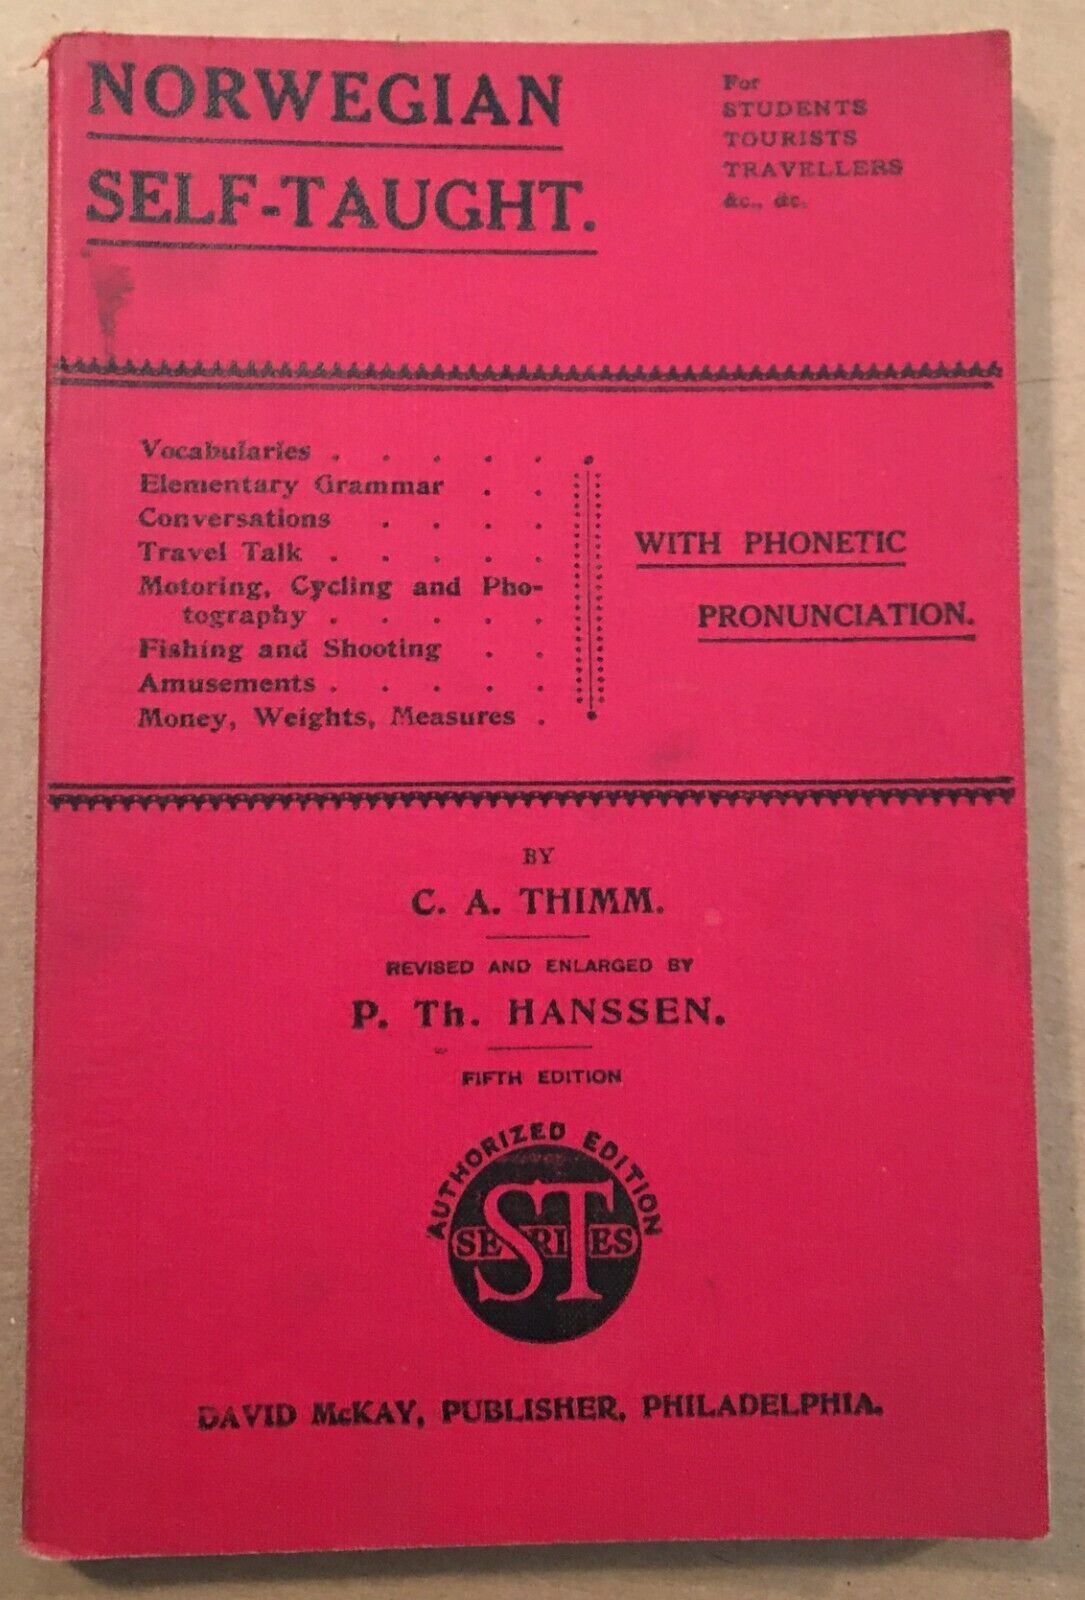 NORWEGIAN
SELF-TAUGHT.
For
STUDENTS
TOURISTS
TRAVELLERS
&c., &c.
Vocabularies . . . . .
Elementary Grammar . .
Conversations . . . .
Travel Talk . . . . .
Motoring, Cycling and Pho-
tography . . . . .
Fishing and Shooting . .
Amusements . . . . .
Money, Weights, Measures .
WITH PHONETIC
PRONUNCIATION.
BY
C. A. THIMM.
REVISED AND ENLARGED BY
P. Th. HANSSEN.
FIFTH EDITION
AUTHORIZED EDITION
ST
SERIES
DAVID McKAY, PUBLISHER, PHILADELPHIA.